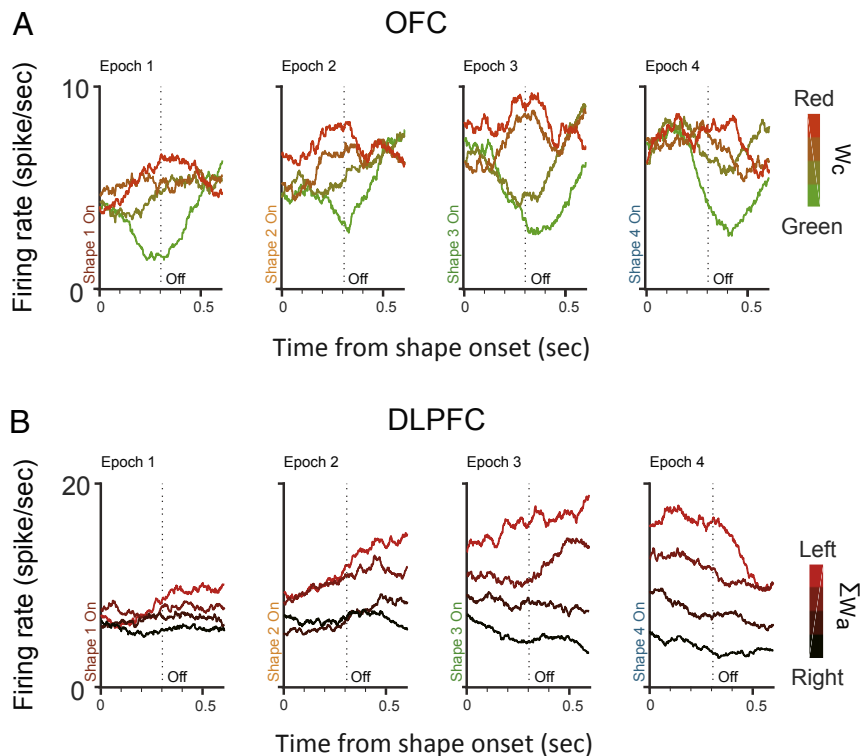 A
OFC
Epoch 1
Epoch 2
Epoch 3
Epoch 4
Firing rate (spike/sec)
10
0
Shape 1 On
Off
0
0.5
Shape 2 On
Off
0
0.5
Shape 3 On
Off
0
0.5
Shape 4 On
Off
0
0.5
Red
Wc
Green
Time from shape onset (sec)
B
DLPFC
Epoch 1
Epoch 2
Epoch 3
Epoch 4
Firing rate (spike/sec)
20
0
Shape 1 On
Off
0
0.5
Shape 2 On
Off
0
0.5
Shape 3 On
Off
0
0.5
Shape 4 On
Off
0
0.5
Left
ΣWa
Right
Time from shape onset (sec)